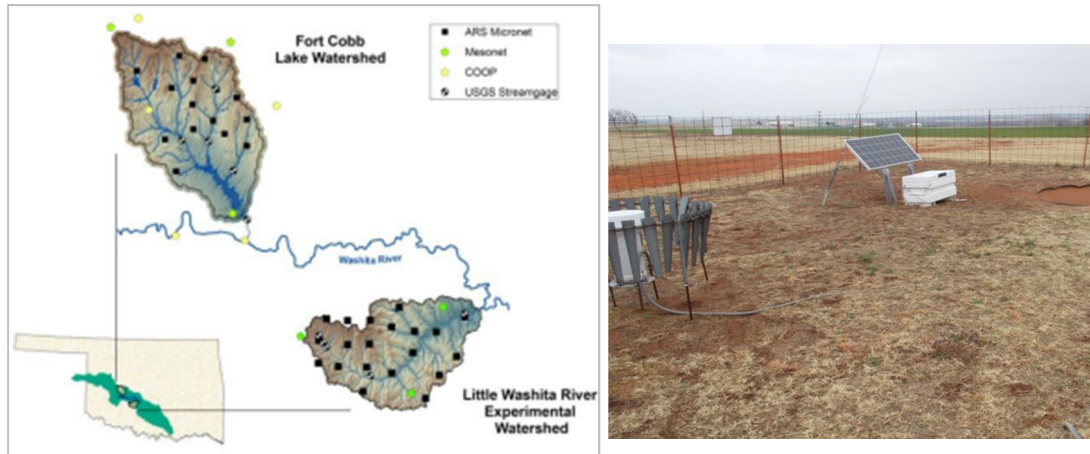 Fort Cobb
Lake Watershed
ARS Micronet
Mesonet
COOP
USGS Streamgage
Washita River
Little Washita River
Experimental
Watershed